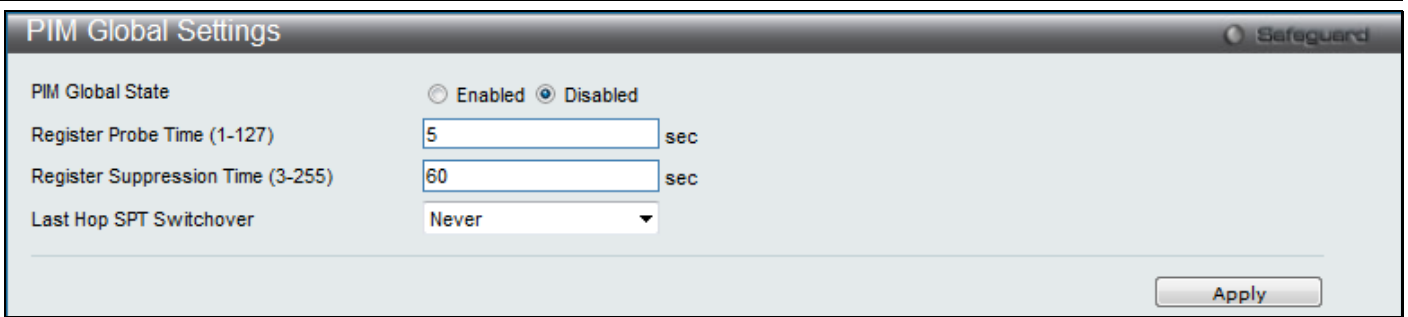 PIM Global Settings
Safeguard
PIM Global State
Enabled Disabled
Register Probe Time (1-127) 5 sec
Register Suppression Time (3-255) 60 sec
Last Hop SPT Switchover Never
Apply